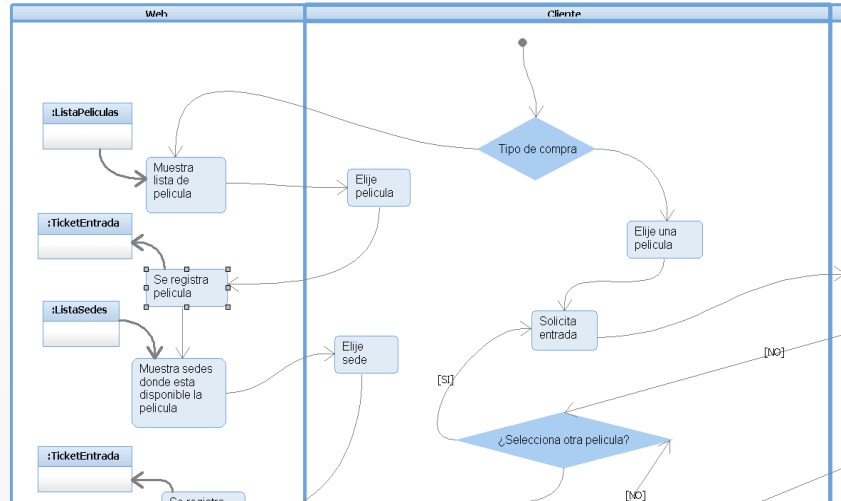 Web
Cliente
:ListaPeliculas
Tipo de compra
Muestra
lista de
pelicula
Elije
pelicula
:TicketEntrada
Elije una
pelicula
Se registra
pelicula
:ListaSedes
Solicita
entrada
Elije
sede
[NO]
Muestra sedes
donde esta
disponible la
pelicula
[SI]
¿Selecciona otra pelicula?
:TicketEntrada
[NO]
Se registra